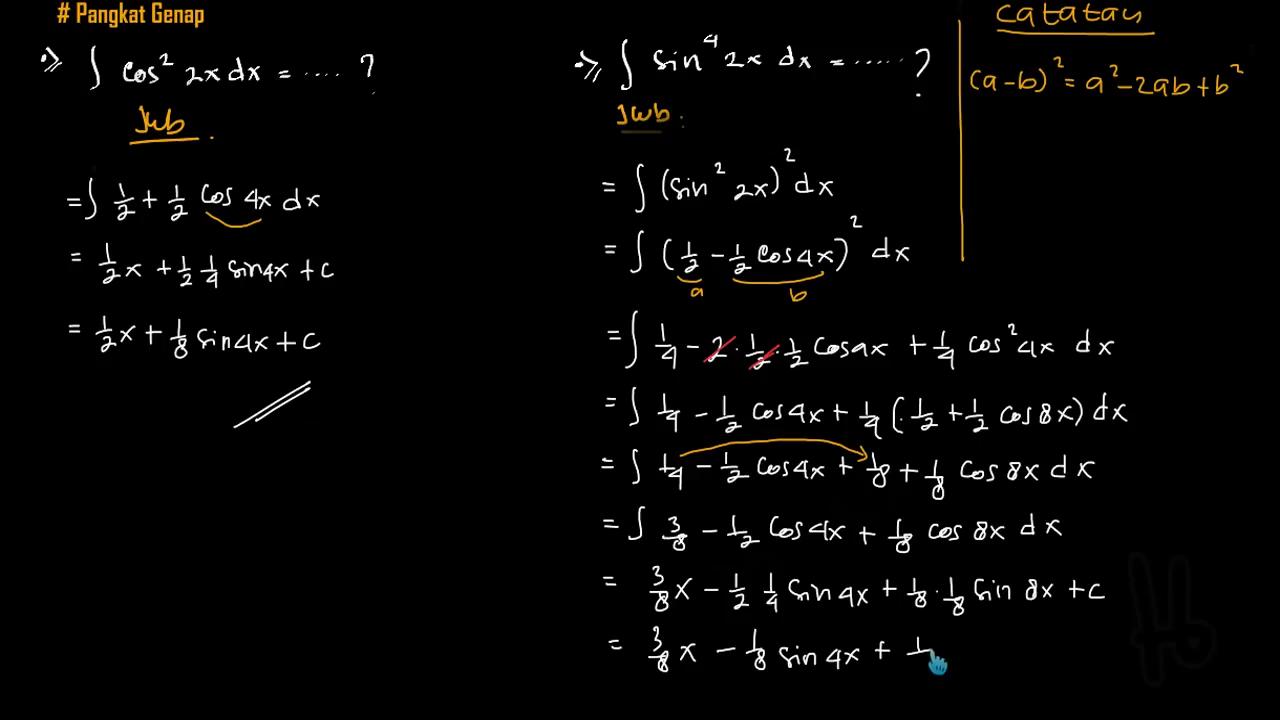 # Pangkat Genap
∫ cos² 2x dx = .... ?
Jwb.
= ∫ 1/2 + 1/2 cos 4x dx
= 1/2 x + 1/2 1/4 sin 4x + c
= 1/2 x + 1/8 sin 4x + c
∫ sin⁴ 2x dx = ..... ?
Jwb :
= ∫ (sin² 2x)² dx
= ∫ (1/2 - 1/2 cos 4x)² dx
a b
= ∫ 1/4 - 2 . 1/2 . 1/2 cos 4x + 1/4 cos² 4x dx
= ∫ 1/4 - 1/2 cos 4x + 1/4 (1/2 + 1/2 cos 8x) dx
= ∫ 1/4 - 1/2 cos 4x + 1/8 + 1/8 cos 8x dx
= ∫ 3/8 - 1/2 cos 4x + 1/8 cos 8x dx
= 3/8 x - 1/2 1/4 sin 4x + 1/8 . 1/8 sin 8x + c
= 3/8 x - 1/8 sin 4x + 1
Catatan
(a-b)² = a² - 2ab + b²